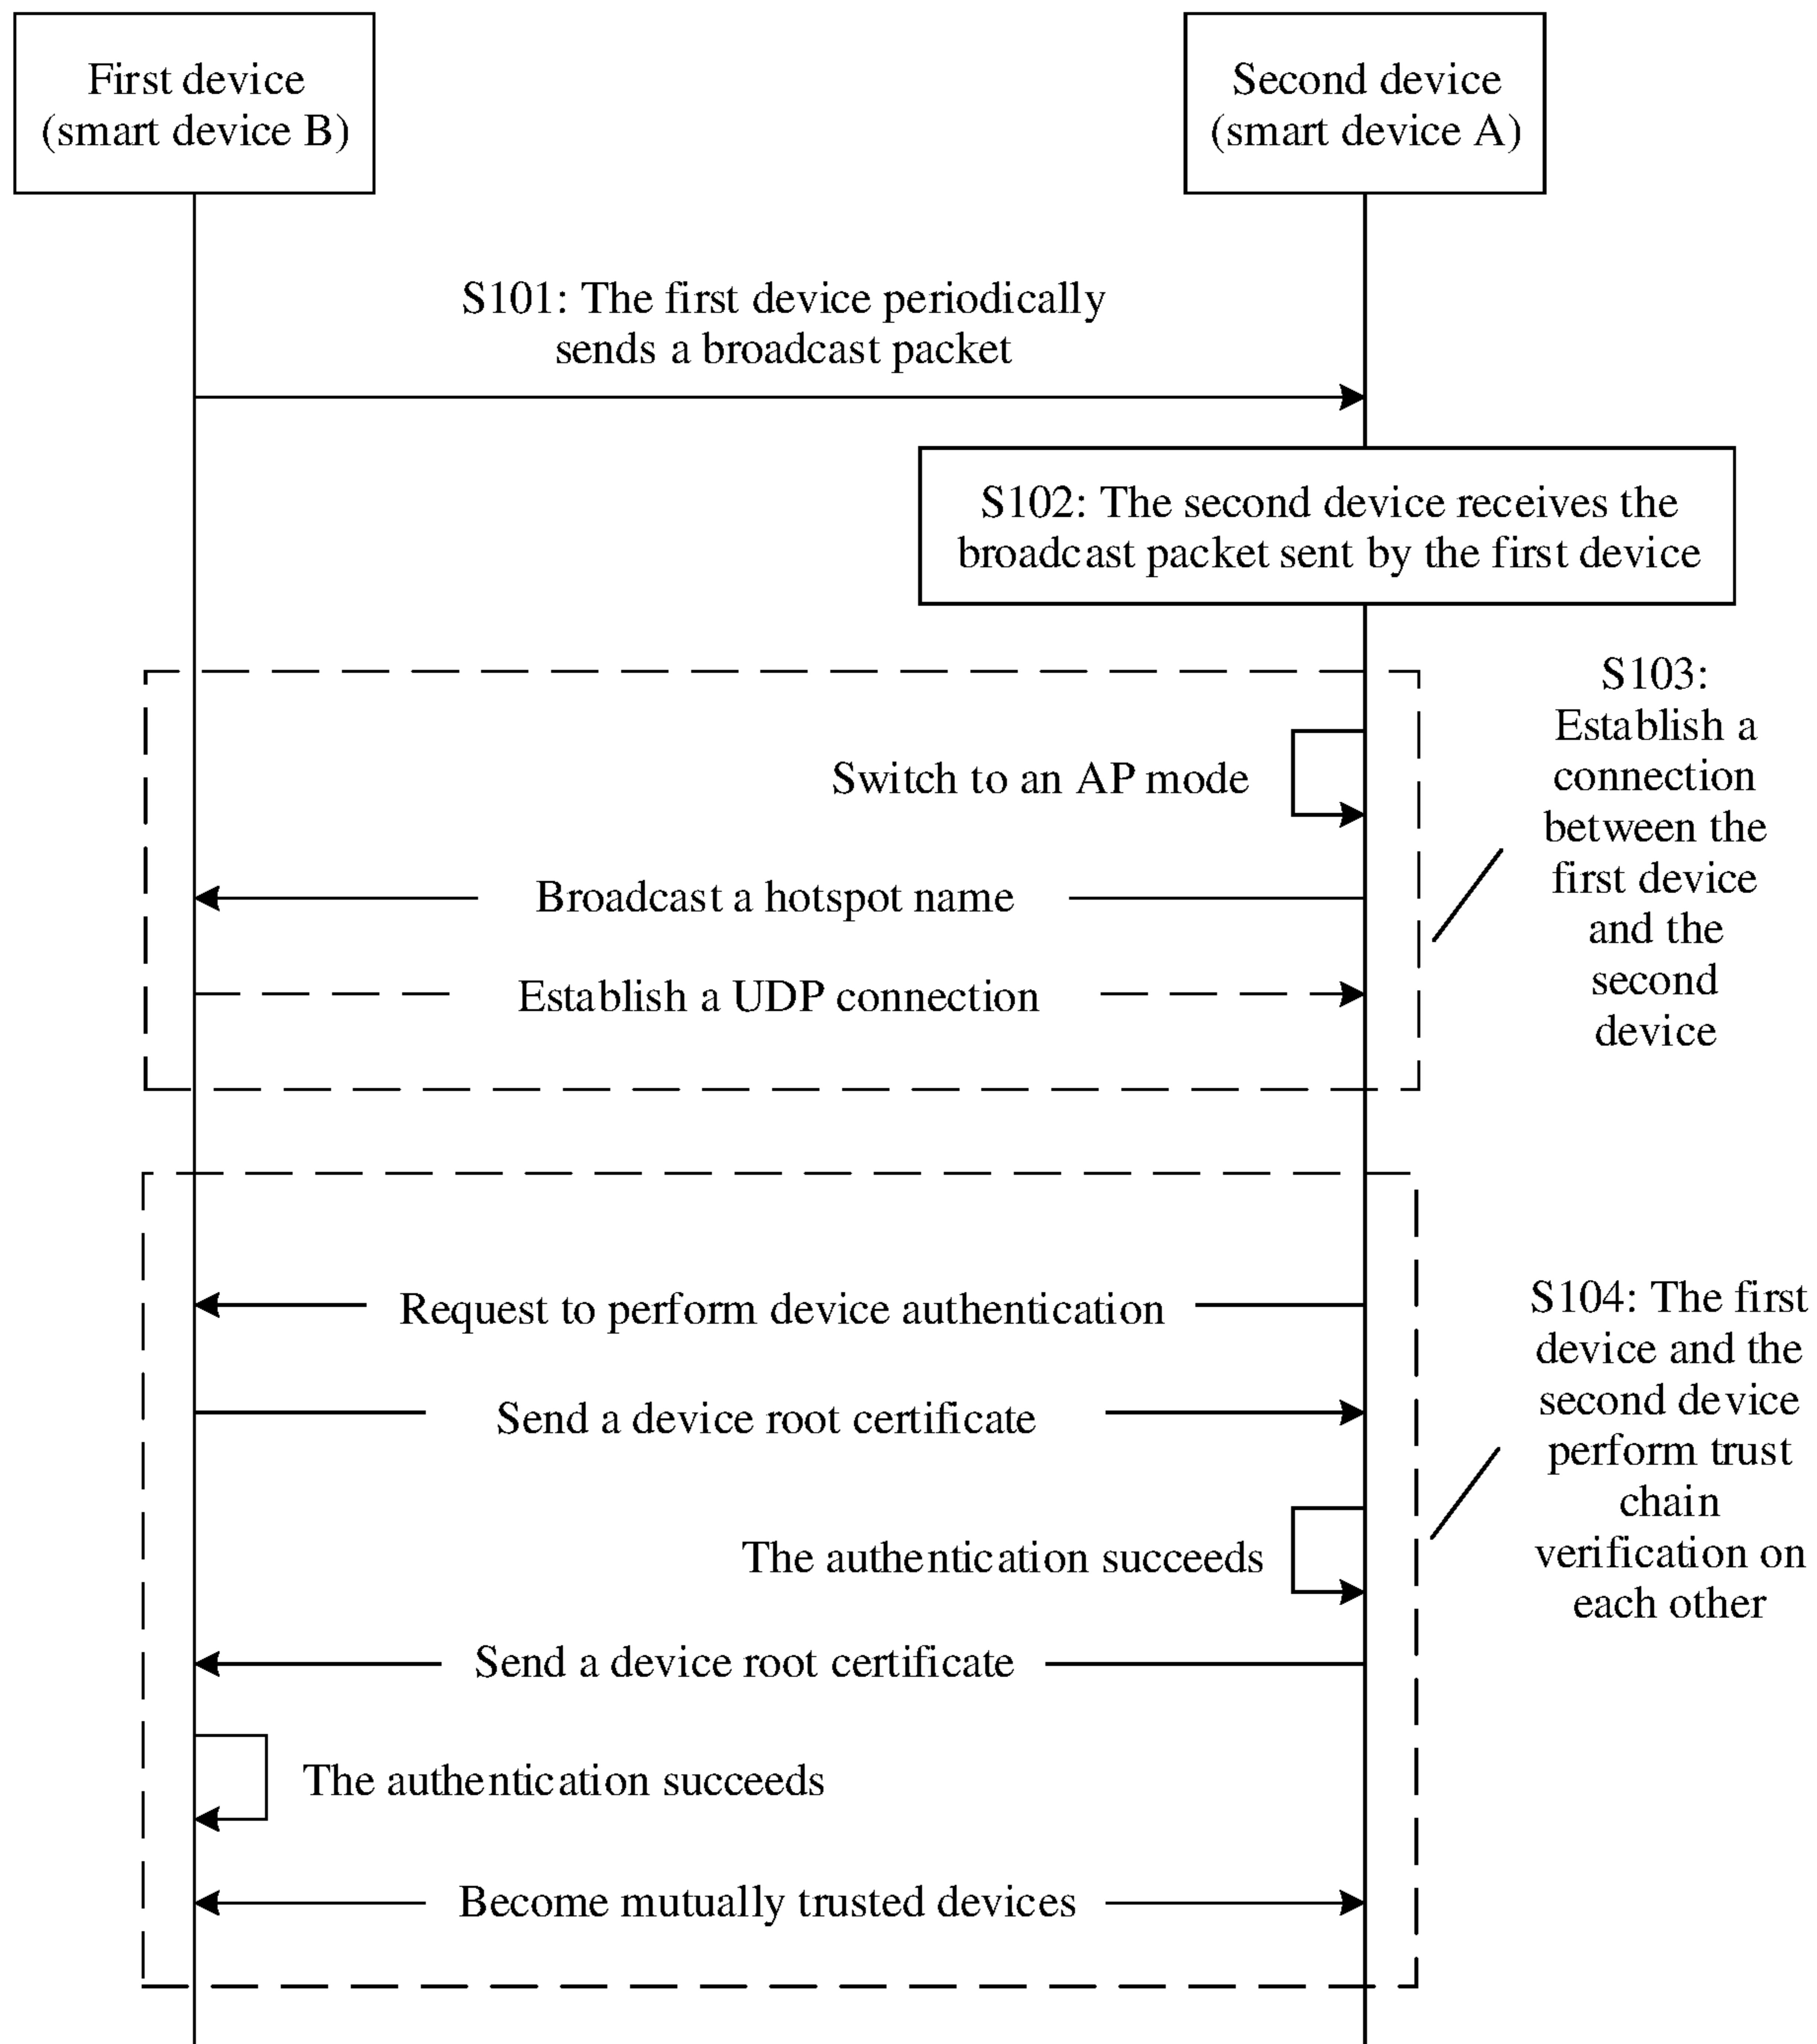 First device
(smart device B)
Second device
(smart device A)
S101: The first device periodically
sends a broadcast packet
S102: The second device receives the
broadcast packet sent by the first device
S103:
Establish a
connection
between the
first device
and the
second
device
Switch to an AP mode
Broadcast a hotspot name
Establish a UDP connection
S104: The first
device and the
second device
perform trust
chain
verification on
each other
Request to perform device authentication
Send a device root certificate
The authentication succeeds
Send a device root certificate
The authentication succeeds
Become mutually trusted devices